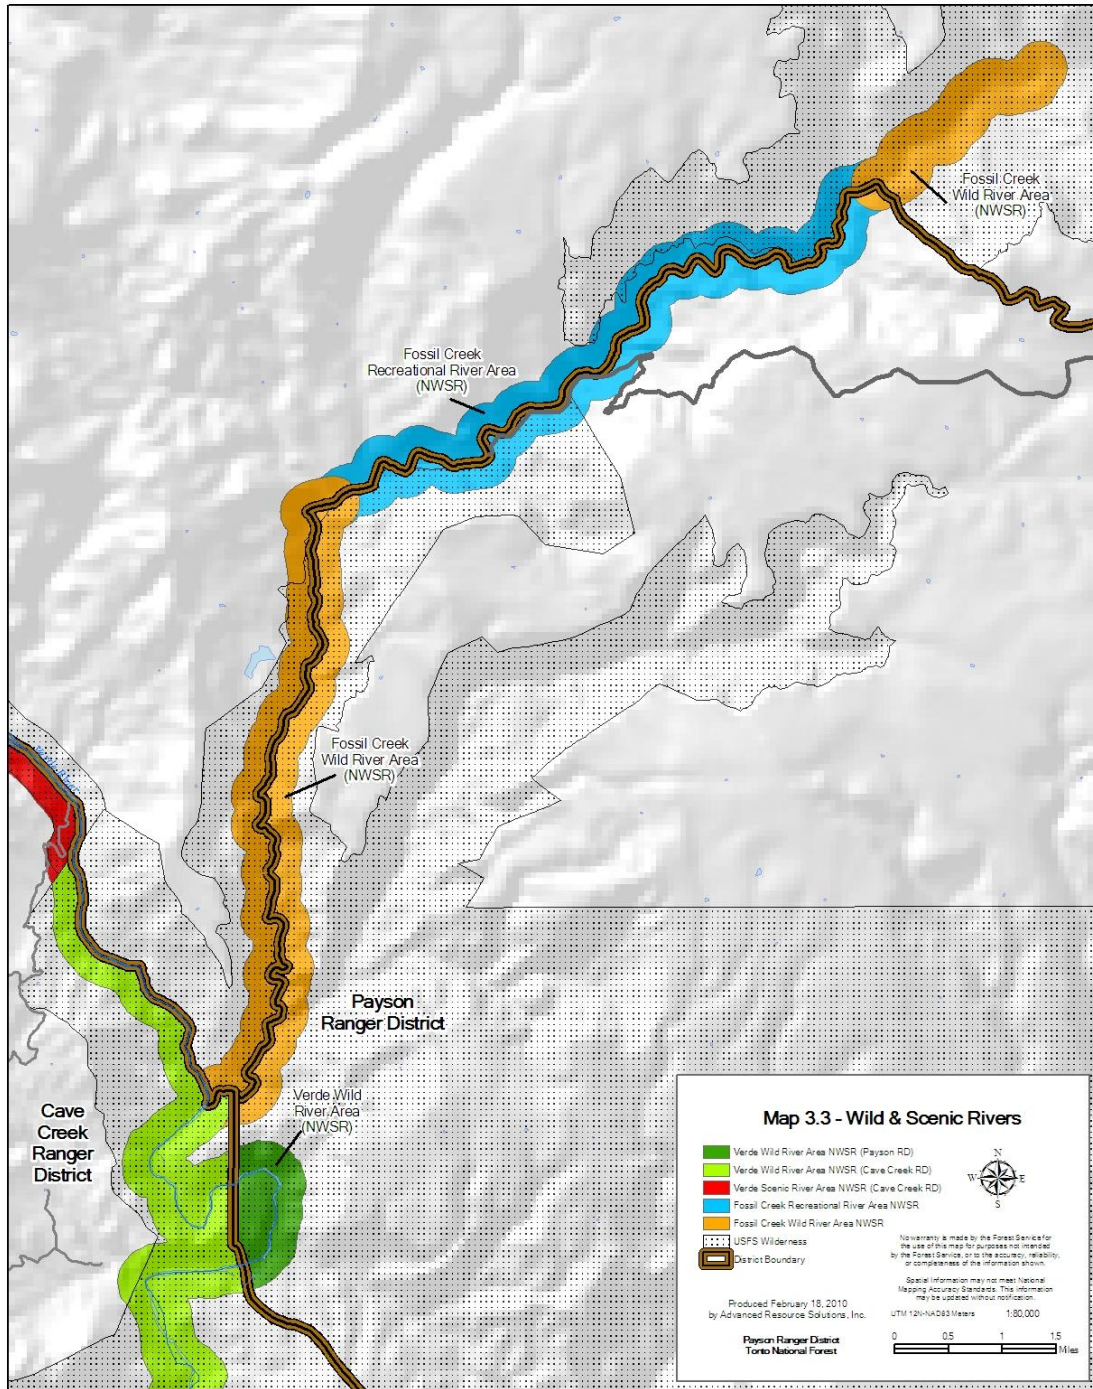 Fossil Creek
Wild River Area
(NWSR)
Fossil Creek
Recreational River Area
(NWSR)
Fossil Creek
Wild River Area
(NWSR)
Verde River
Payson
Ranger District
Verde Wild
River Area
(NWSR)
Cave
Creek
Ranger
District
Map 3.3 - Wild & Scenic Rivers
Verde Wild River Area NWSR (Payson RD)
Verde Wild River Area NWSR (Cave Creek RD)
Verde Scenic River Area NWSR (Cave Creek RD)
Fossil Creek Recreational River Area NWSR
Fossil Creek Wild River Area NWSR
USFS Wilderness
District Boundary
N
W
E
S
No warranty is made by the Forest Service for
the use of this map for purposes not intended
by the Forest Service, or to the accuracy, reliability,
or completeness of the information shown.
Spatial Information may not meet National
Mapping Accuracy Standards. This information
may be updated without notification.
Produced February 18, 2010
by Advanced Resource Solutions, Inc.
UTM 12N-NAD83 Meters 1:80,000
Payson Ranger District
Tonto National Forest
0 0.5 1 1.5
Miles